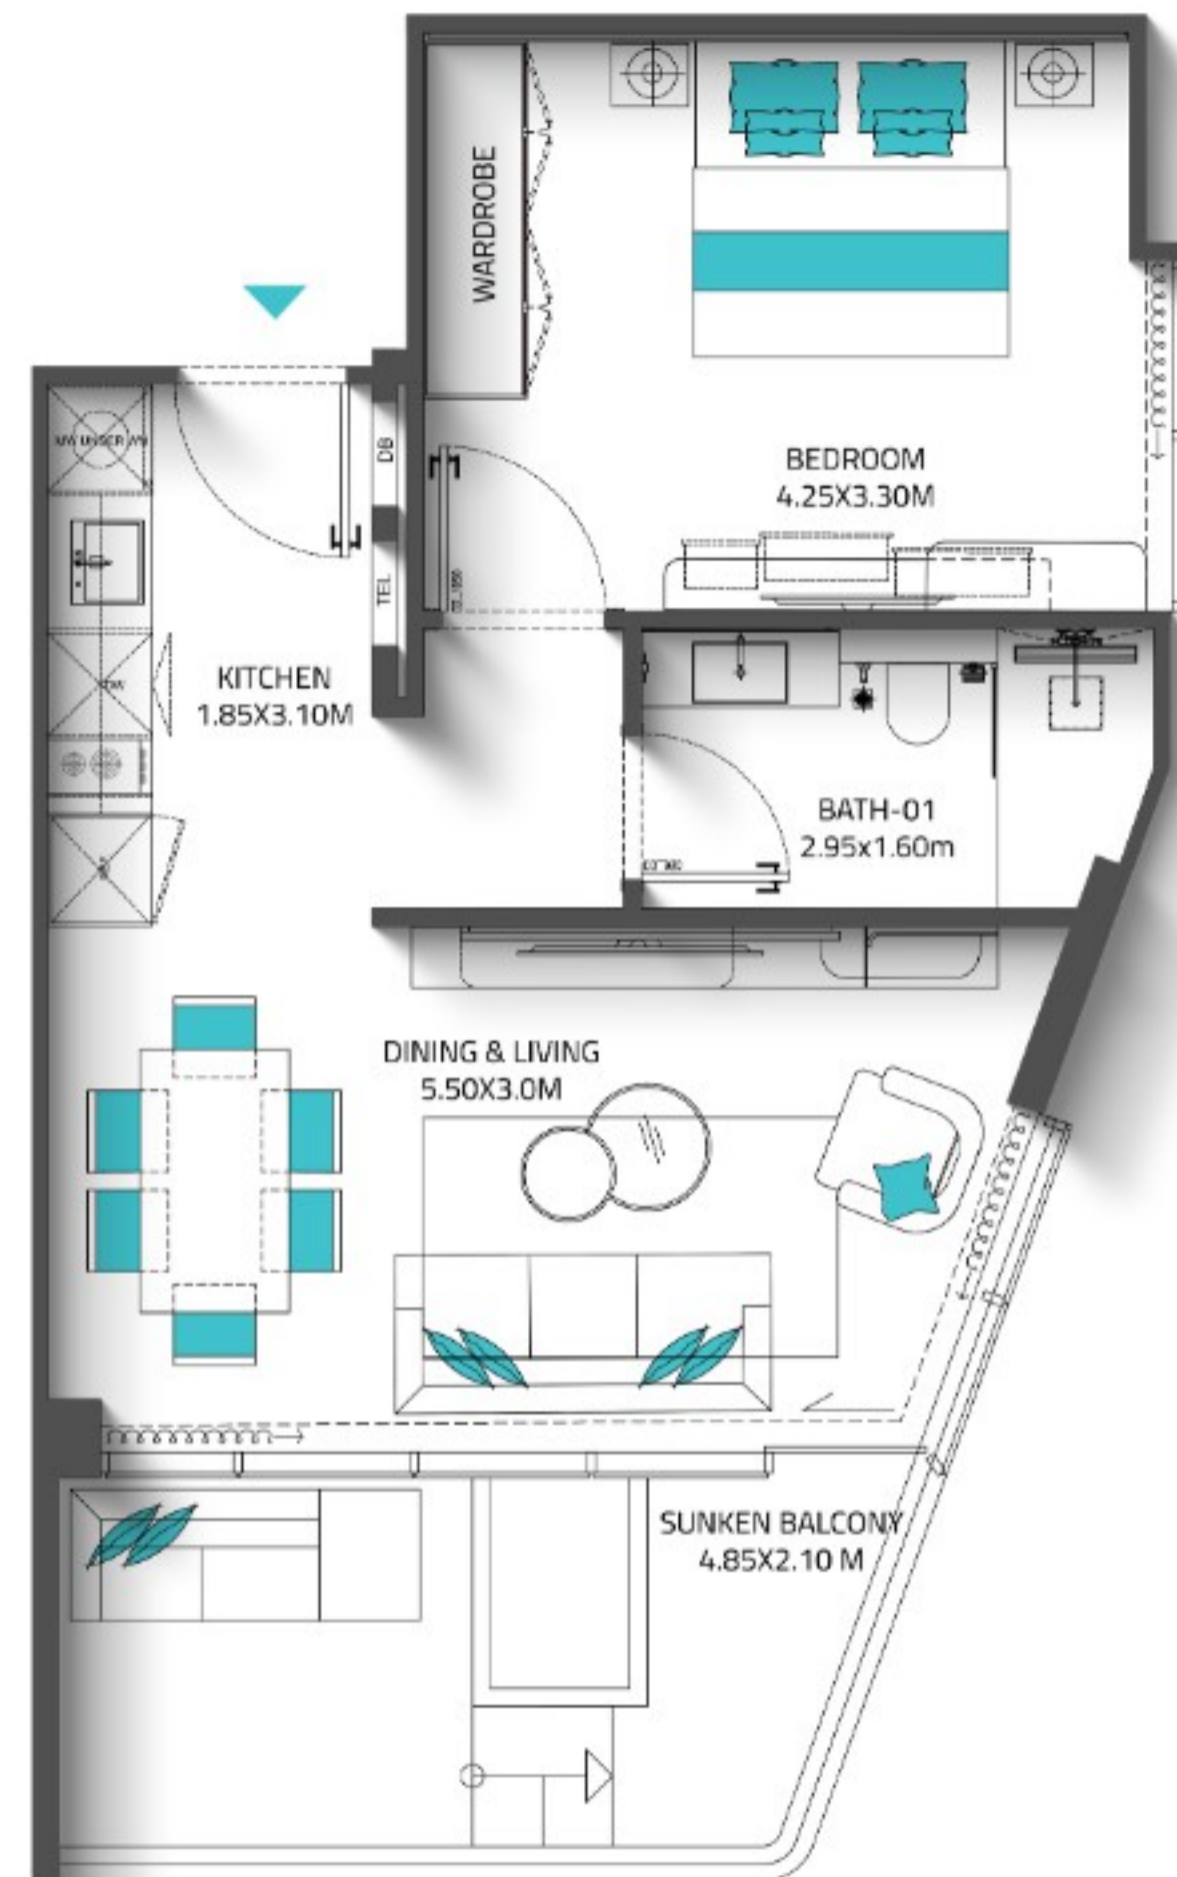 WARDROBE
BEDROOM
4.25X3.30M
DB
TEL
KITCHEN
1.85X3.10M
BATH-01
2.95x1.60m
DINING & LIVING
5.50X3.0M
SUNKEN BALCONY
4.85X2.10 M